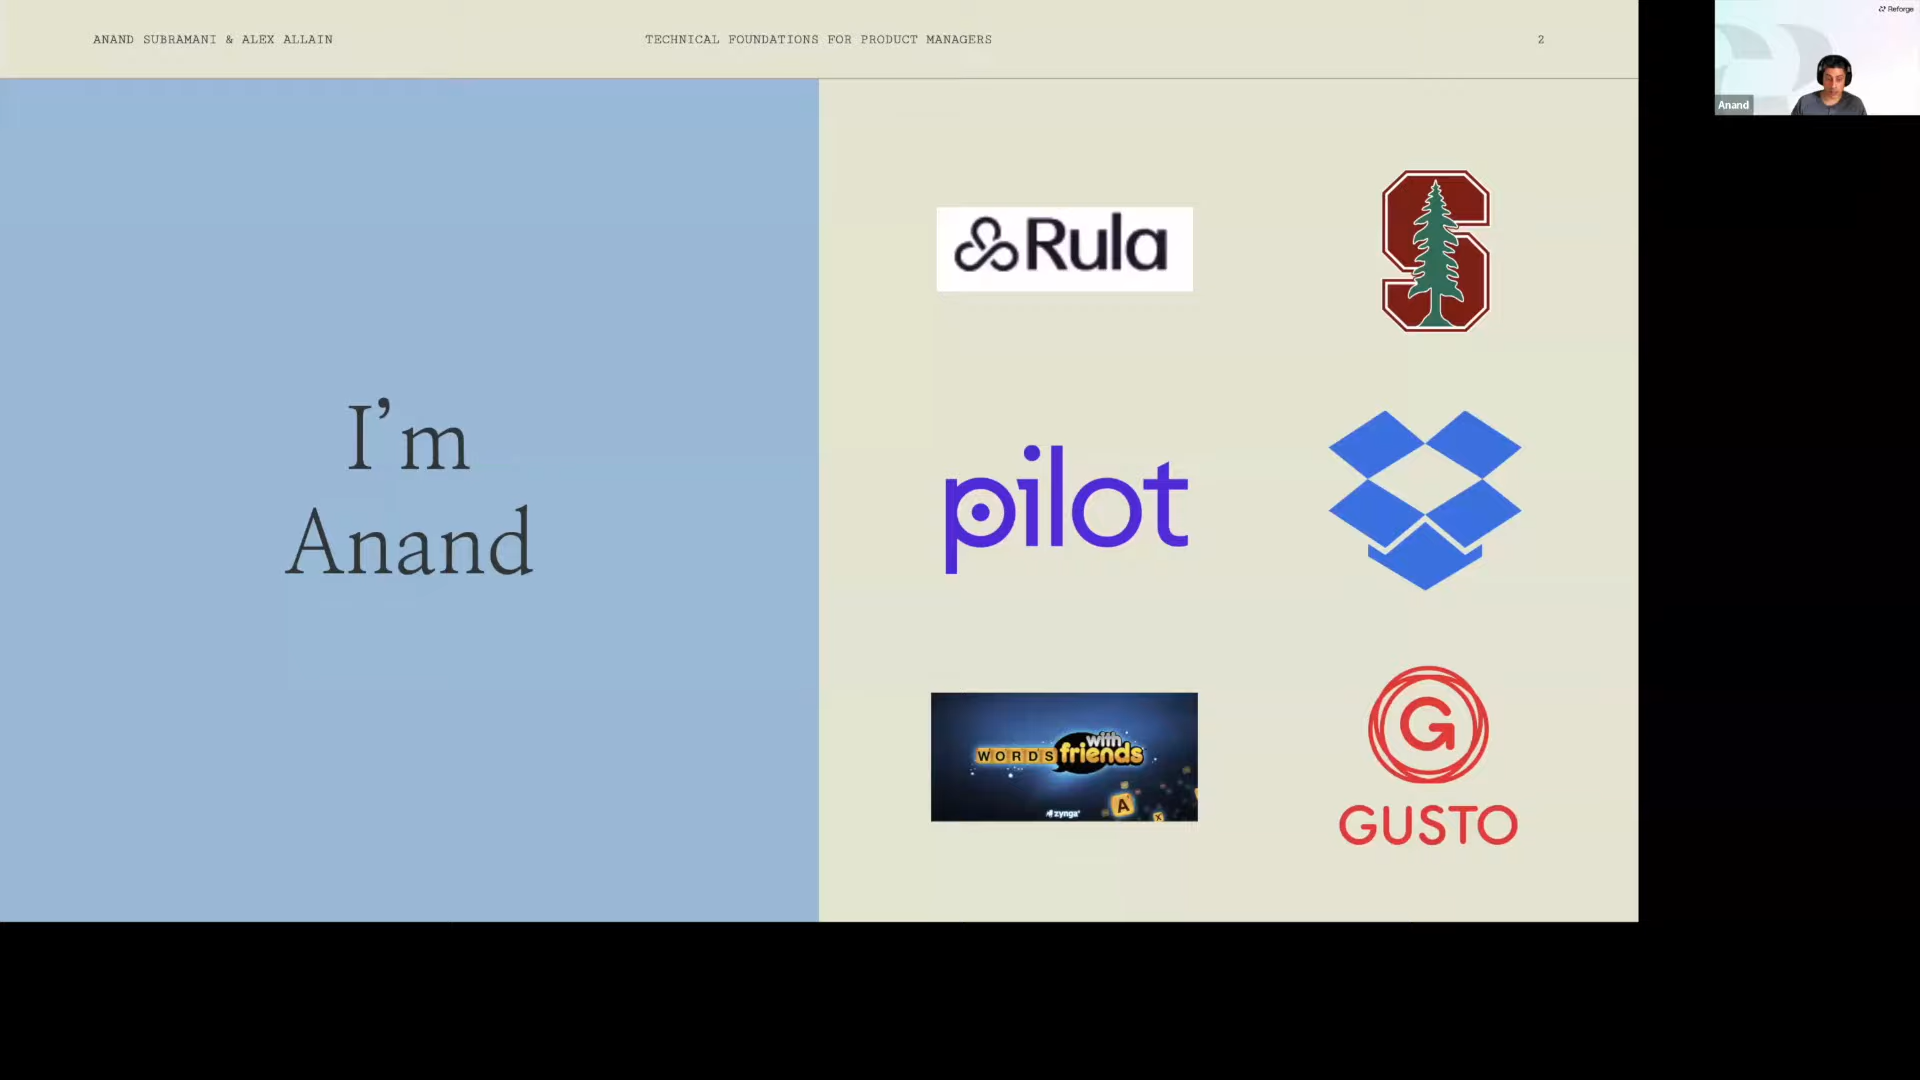 ANAND SUBRAMANI & ALEX ALLAIN
TECHNICAL FOUNDATIONS FOR PRODUCT MANAGERS
2
I’m
Anand
Rula
S
pilot
WORDS with friends
A
X
zynga
G
GUSTO
Reforge
Anand